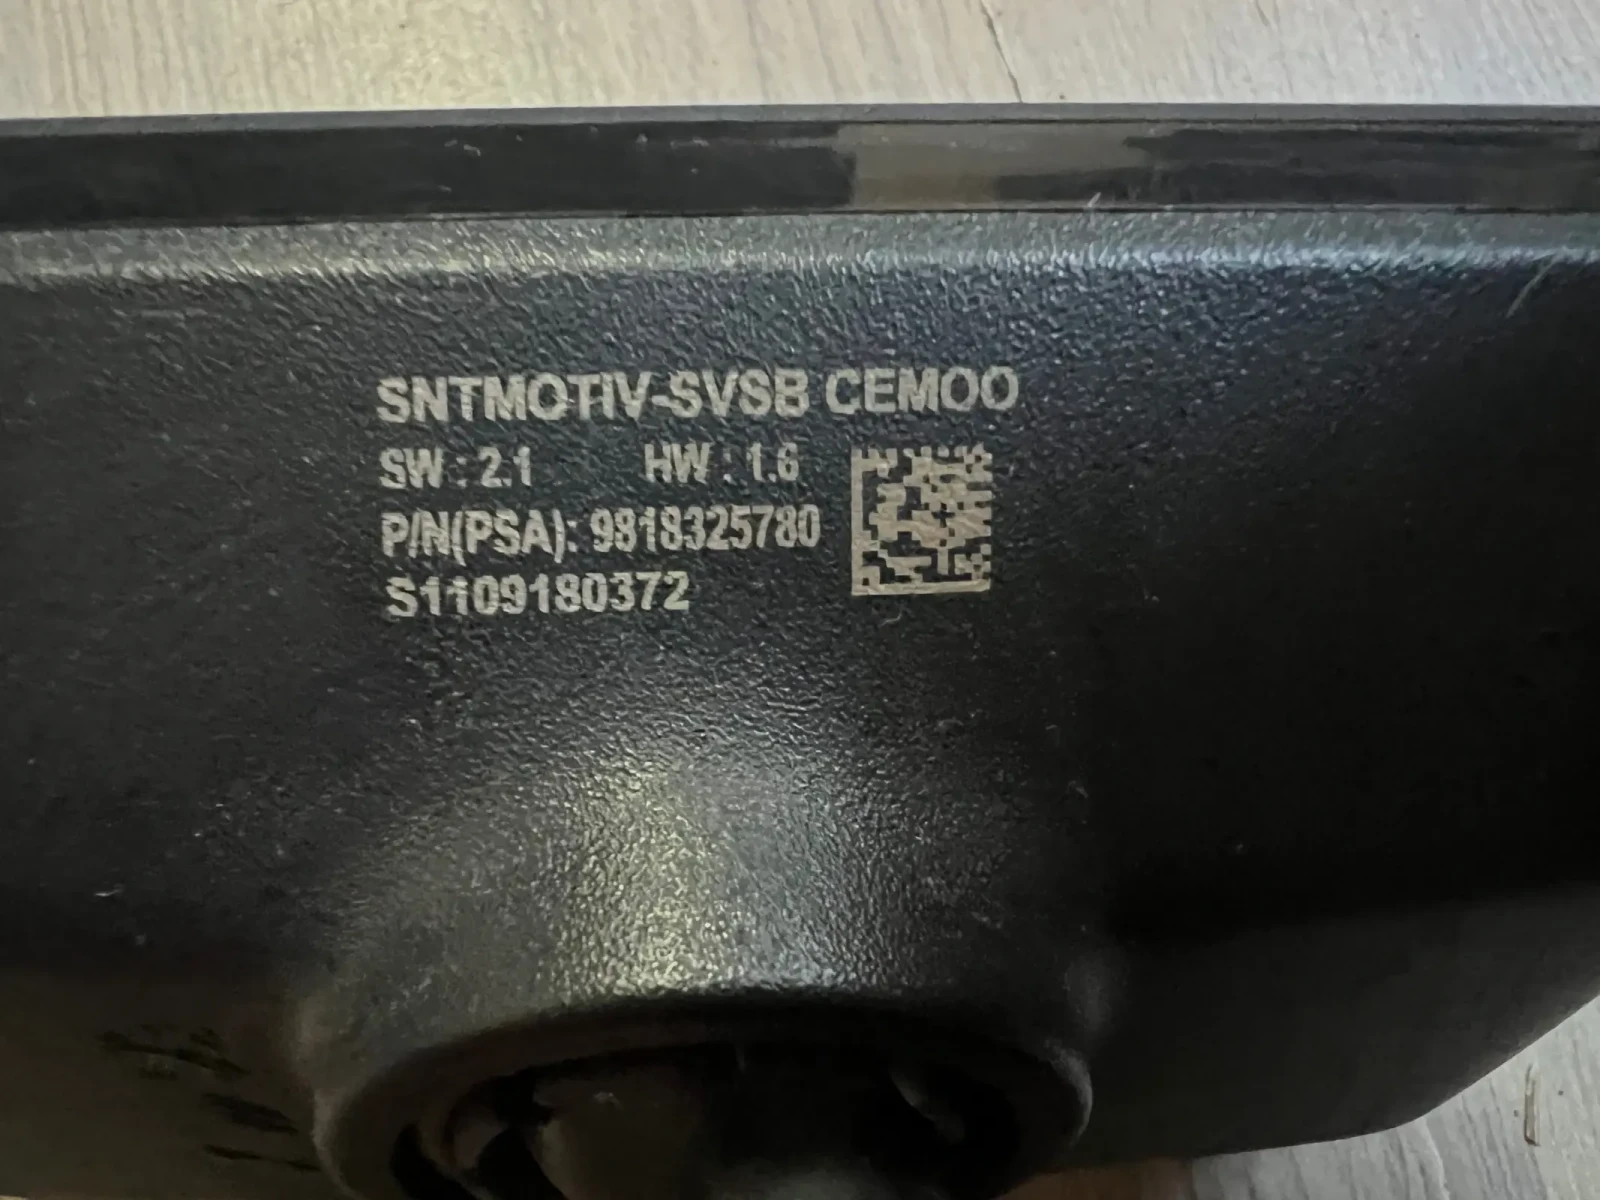 SNTMOTIV-SVSB CEMOO
SW : 2.1 HW : 1.6
P/N(PSA): 9818325780
S1109180372